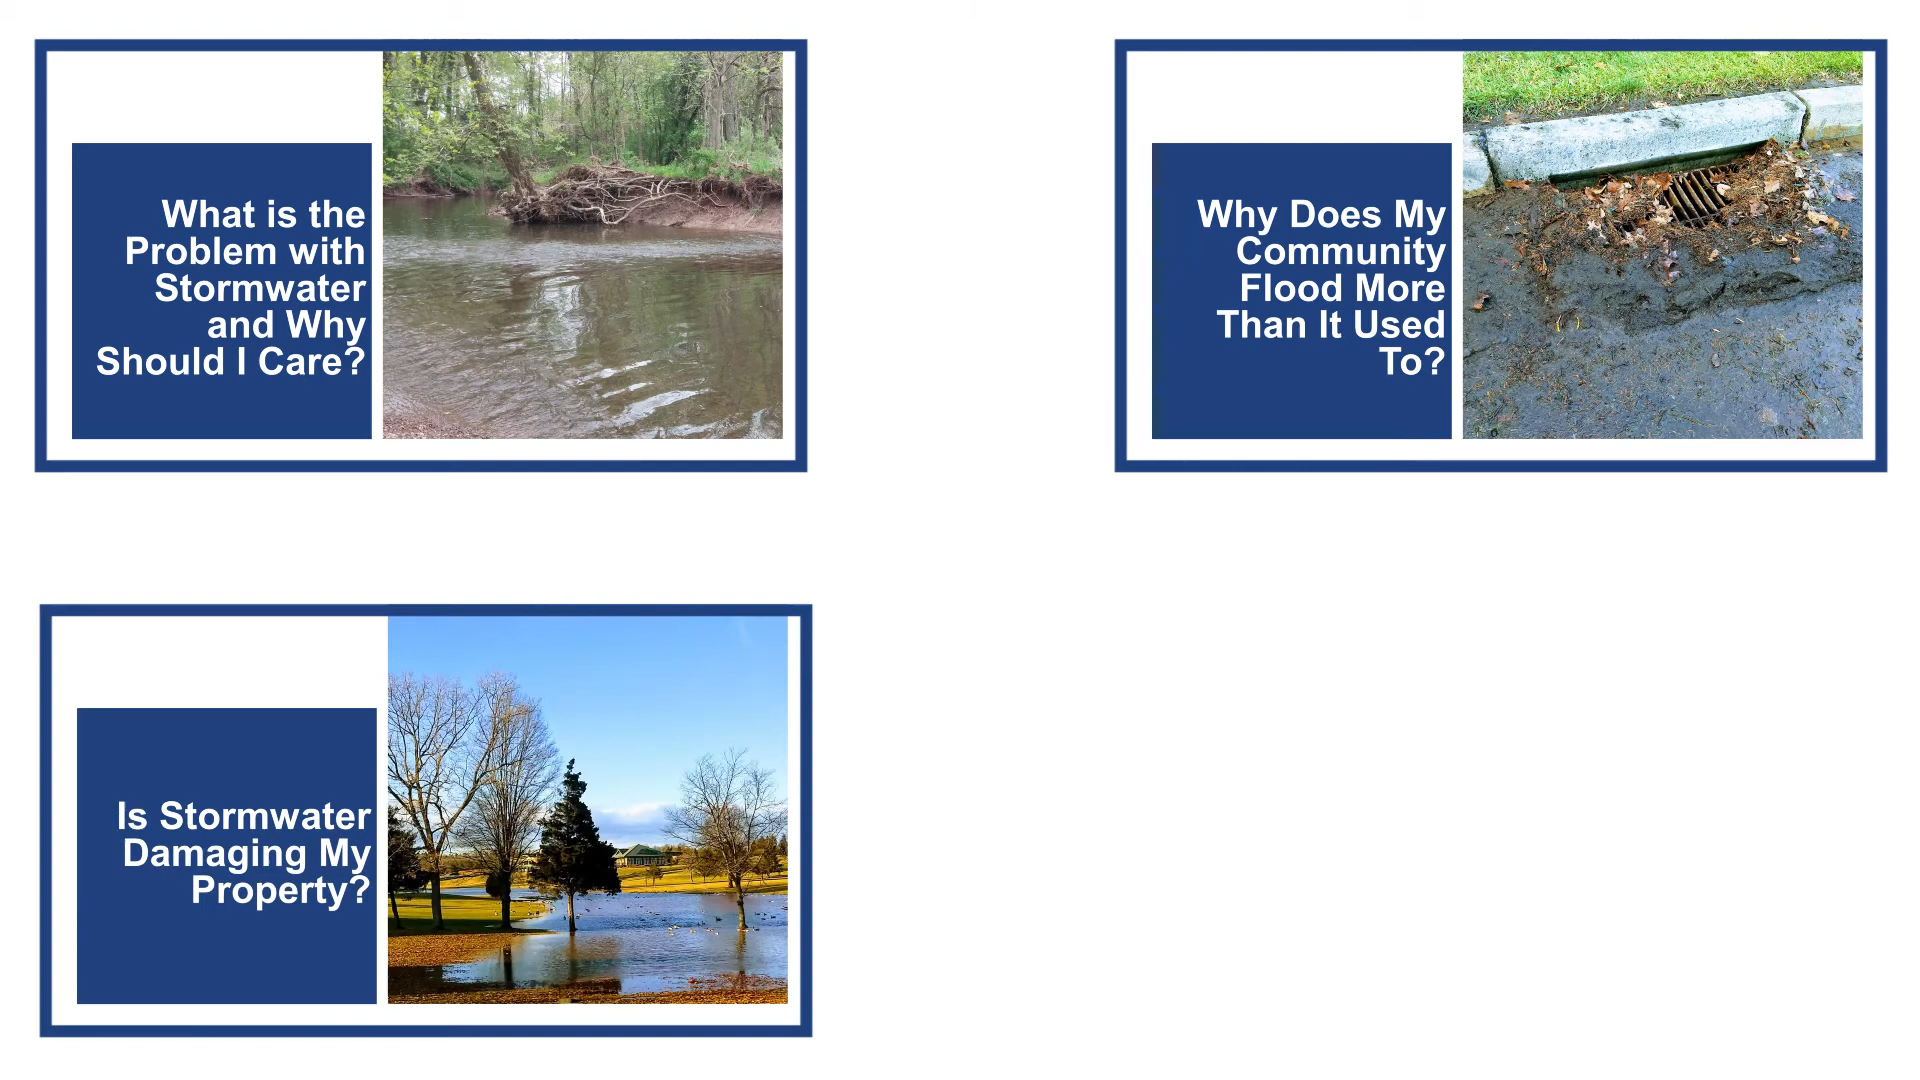 What is the
Problem with
Stormwater
and Why
Should I Care?
Why Does My
Community
Flood More
Than It Used
To?
Is Stormwater
Damaging My
Property?